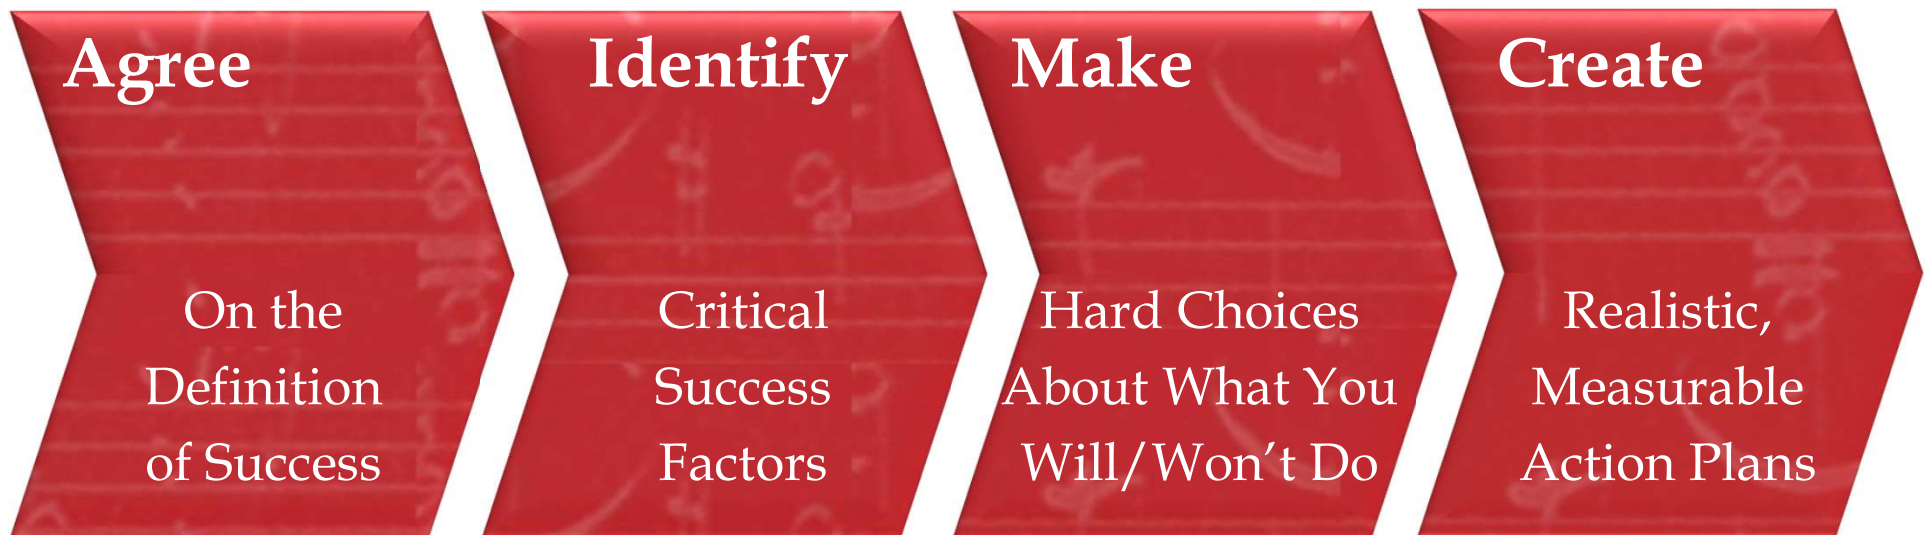 Agree
On the
Definition
of Success
Identify
Critical
Success
Factors
Make
Hard Choices
About What You
Will/Won’t Do
Create
Realistic,
Measurable
Action Plans